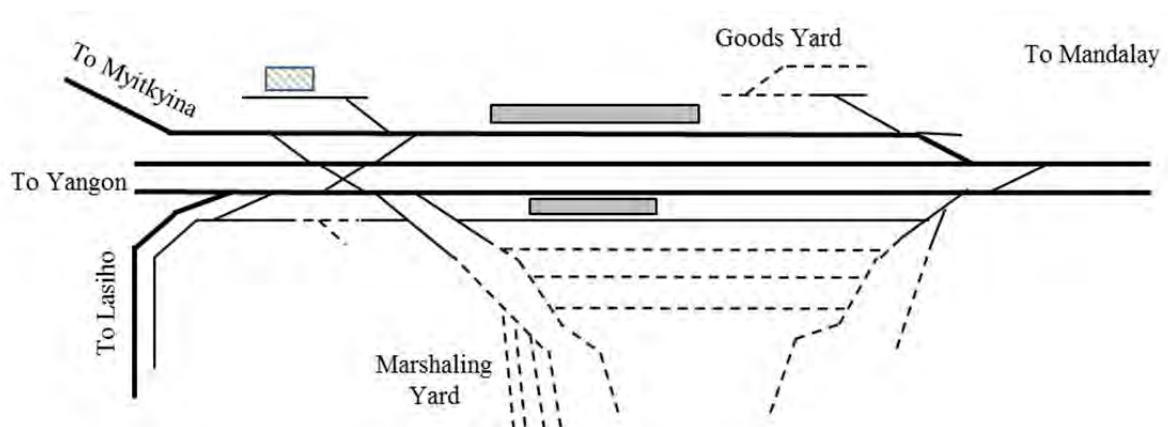 To Myitkyina
Goods Yard
To Mandalay
To Yangon
To Lasiho
Marshaling
Yard